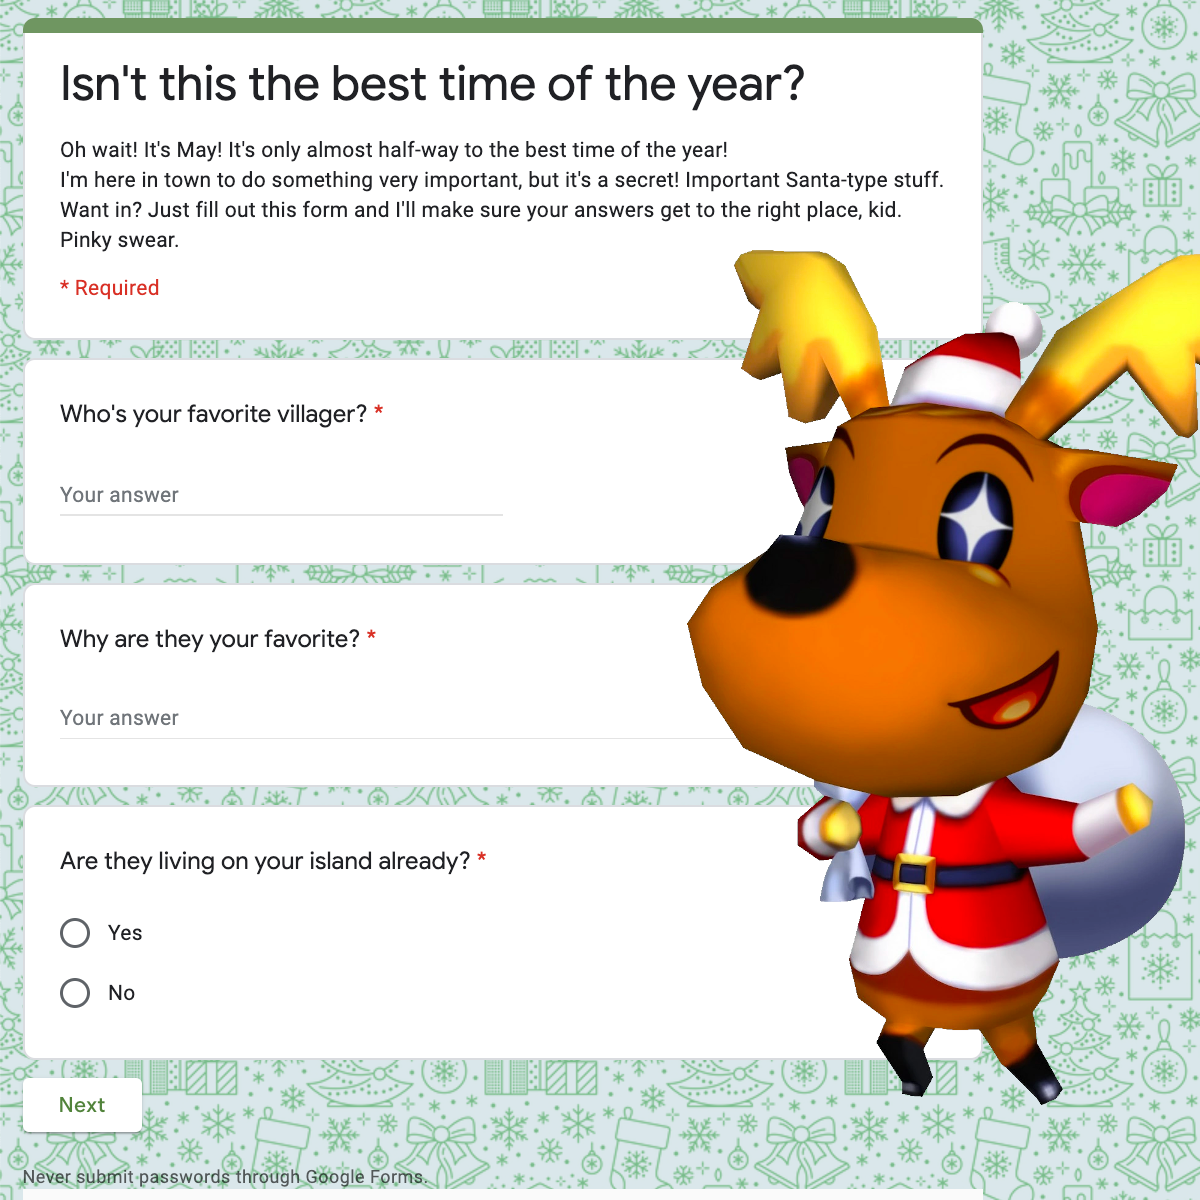 Isn't this the best time of the year?
Oh wait! It's May! It's only almost half-way to the best time of the year!
I'm here in town to do something very important, but it's a secret! Important Santa-type stuff.
Want in? Just fill out this form and I'll make sure your answers get to the right place, kid.
Pinky swear.
* Required
Who's your favorite villager? *
Your answer
Why are they your favorite? *
Your answer
Are they living on your island already? *
Yes
No
Next
Never submit passwords through Google Forms.